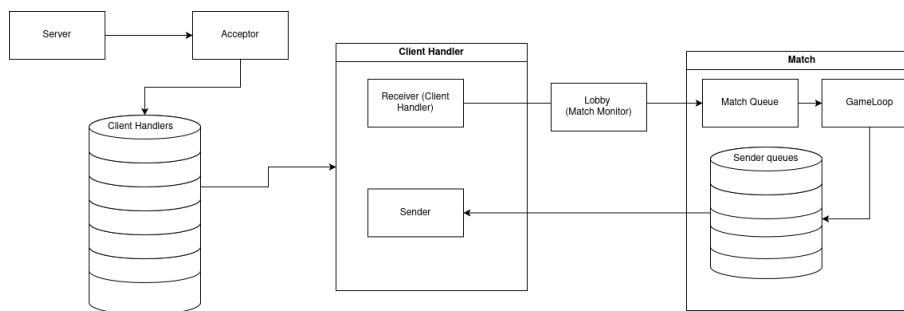 Server
Acceptor
Client Handlers
Client Handler
Receiver (Client
Handler)
Sender
Lobby
(Match Monitor)
Match
Match Queue
GameLoop
Sender queues